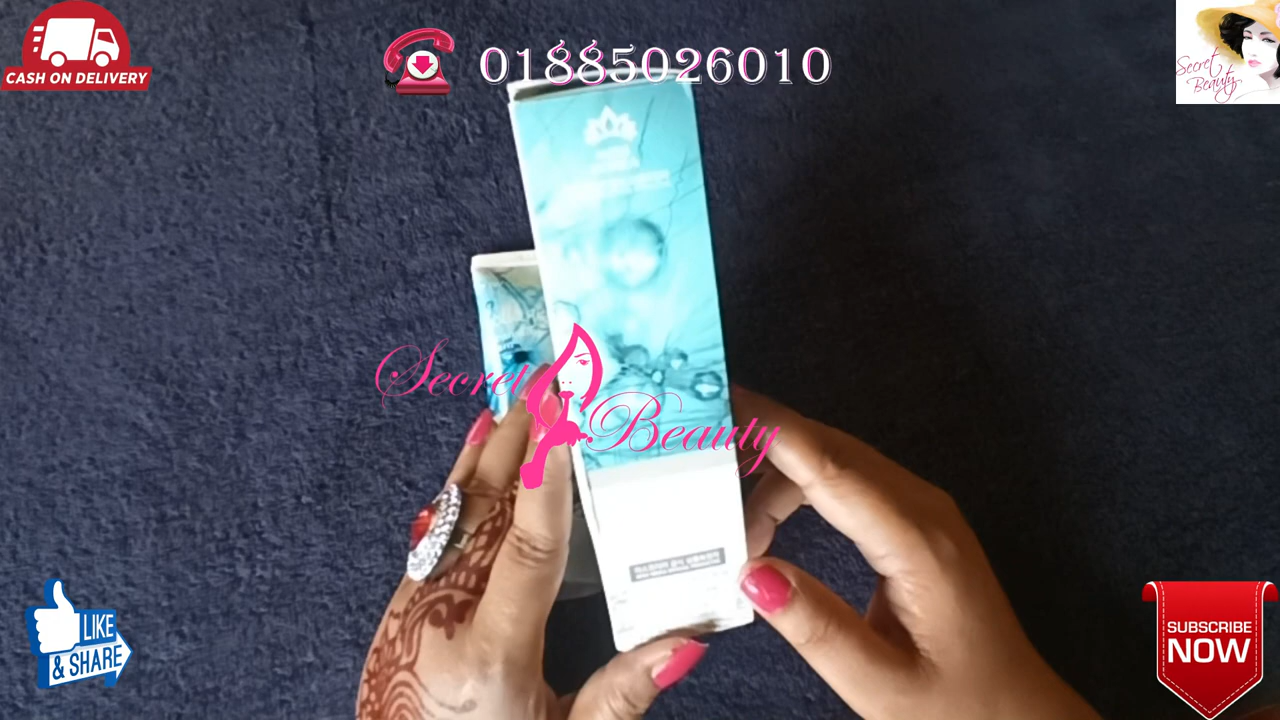 CASH ON DELIVERY
01885026010
Secret
Beauty
Secret
Beauty
LIKE
& SHARE
SUBSCRIBE
NOW